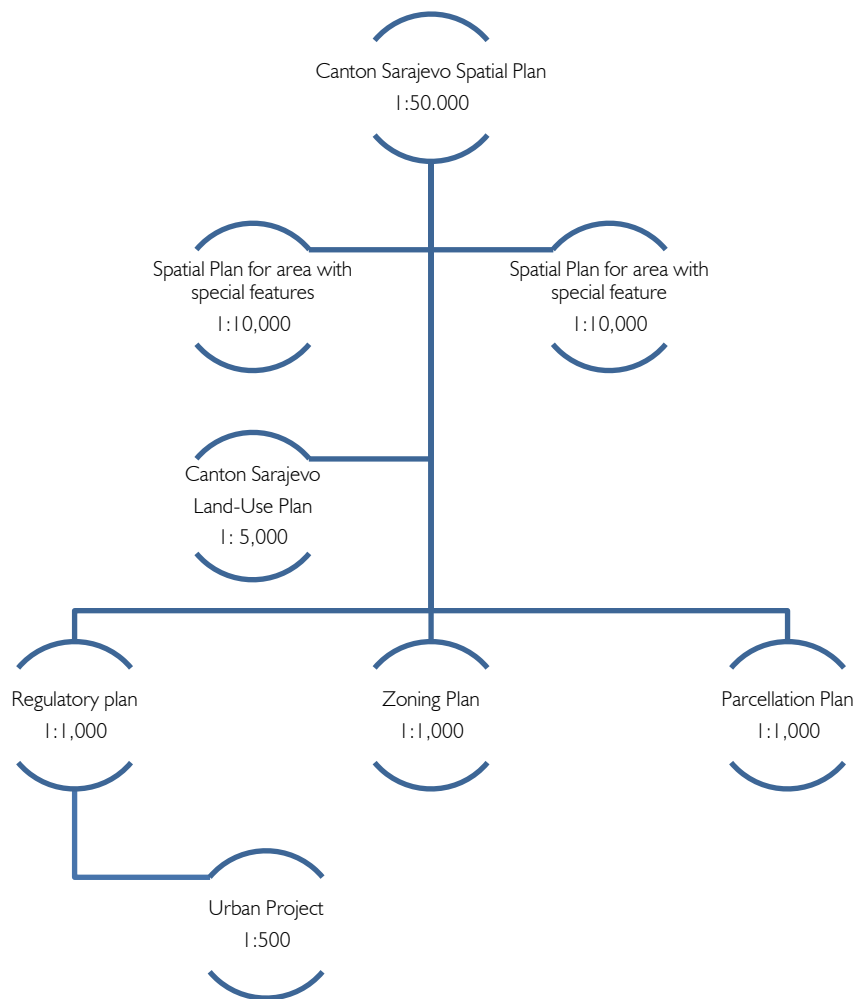 Canton Sarajevo Spatial Plan
1:50.000
Spatial Plan for area with
special features
1:10,000
Spatial Plan for area with
special feature
1:10,000
Canton Sarajevo
Land-Use Plan
1: 5,000
Regulatory plan
1:1,000
Zoning Plan
1:1,000
Parcellation Plan
1:1,000
Urban Project
1:500